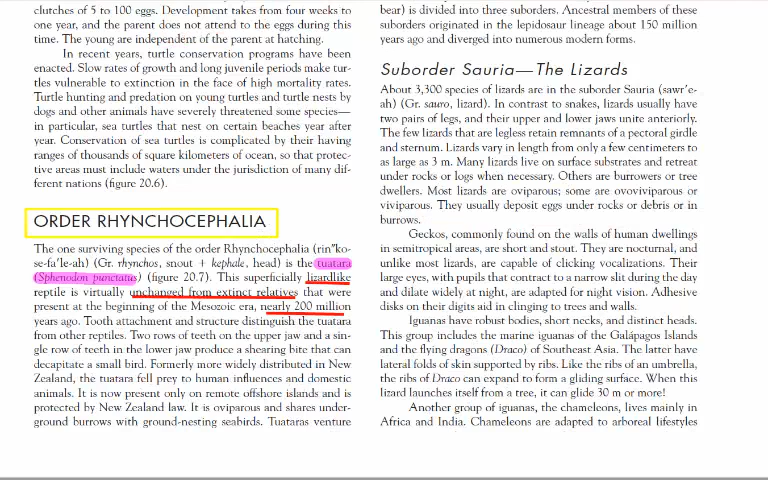 clutches of 5 to 100 eggs. Development takes from four weeks to
one year, and the parent does not attend to the eggs during this
time. The young are independent of the parent at hatching.
In recent years, turtle conservation programs have been
enacted. Slow rates of growth and long juvenile periods make tur-
tles vulnerable to extinction in the face of high mortality rates.
Turtle hunting and predation on young turtles and turtle nests by
dogs and other animals have severely threatened some species—
in particular, sea turtles that nest on certain beaches year after
year. Conservation of sea turtles is complicated by their having
ranges of thousands of square kilometers of ocean, so that protec-
tive areas must include waters under the jurisdiction of many dif-
ferent nations (figure 20.6).
ORDER RHYNCHOCEPHALIA
The one surviving species of the order Rhynchocephalia (rin"ko-
se-fa'le-ah) (Gr. rhynchos, snout + kephale, head) is the tuatara
(Sphenodon punctatus) (figure 20.7). This superficially lizardlike
reptile is virtually unchanged from extinct relatives that were
present at the beginning of the Mesozoic era, nearly 200 million
years ago. Tooth attachment and structure distinguish the tuatara
from other reptiles. Two rows of teeth on the upper jaw and a sin-
gle row of teeth in the lower jaw produce a shearing bite that can
decapitate a small bird. Formerly more widely distributed in New
Zealand, the tuatara fell prey to human influences and domestic
animals. It is now present only on remote offshore islands and is
protected by New Zealand law. It is oviparous and shares under-
ground burrows with ground-nesting seabirds. Tuataras venture
bear) is divided into three suborders. Ancestral members of these
suborders originated in the lepidosaur lineage about 150 million
years ago and diverged into numerous modern forms.
Suborder Sauria—The Lizards
About 3,300 species of lizards are in the suborder Sauria (sawr'e-
ah) (Gr. sauro, lizard). In contrast to snakes, lizards usually have
two pairs of legs, and their upper and lower jaws unite anteriorly.
The few lizards that are legless retain remnants of a pectoral girdle
and sternum. Lizards vary in length from only a few centimeters to
as large as 3 m. Many lizards live on surface substrates and retreat
under rocks or logs when necessary. Others are burrowers or tree
dwellers. Most lizards are oviparous; some are ovoviviparous or
viviparous. They usually deposit eggs under rocks or debris or in
burrows.
Geckos, commonly found on the walls of human dwellings
in semitropical areas, are short and stout. They are nocturnal, and
unlike most lizards, are capable of clicking vocalizations. Their
large eyes, with pupils that contract to a narrow slit during the day
and dilate widely at night, are adapted for night vision. Adhesive
disks on their digits aid in clinging to trees and walls.
Iguanas have robust bodies, short necks, and distinct heads.
This group includes the marine iguanas of the Galápagos Islands
and the flying dragons (Draco) of Southeast Asia. The latter have
lateral folds of skin supported by ribs. Like the ribs of an umbrella,
the ribs of Draco can expand to form a gliding surface. When this
lizard launches itself from a tree, it can glide 30 m or more!
Another group of iguanas, the chameleons, lives mainly in
Africa and India. Chameleons are adapted to arboreal lifestyles